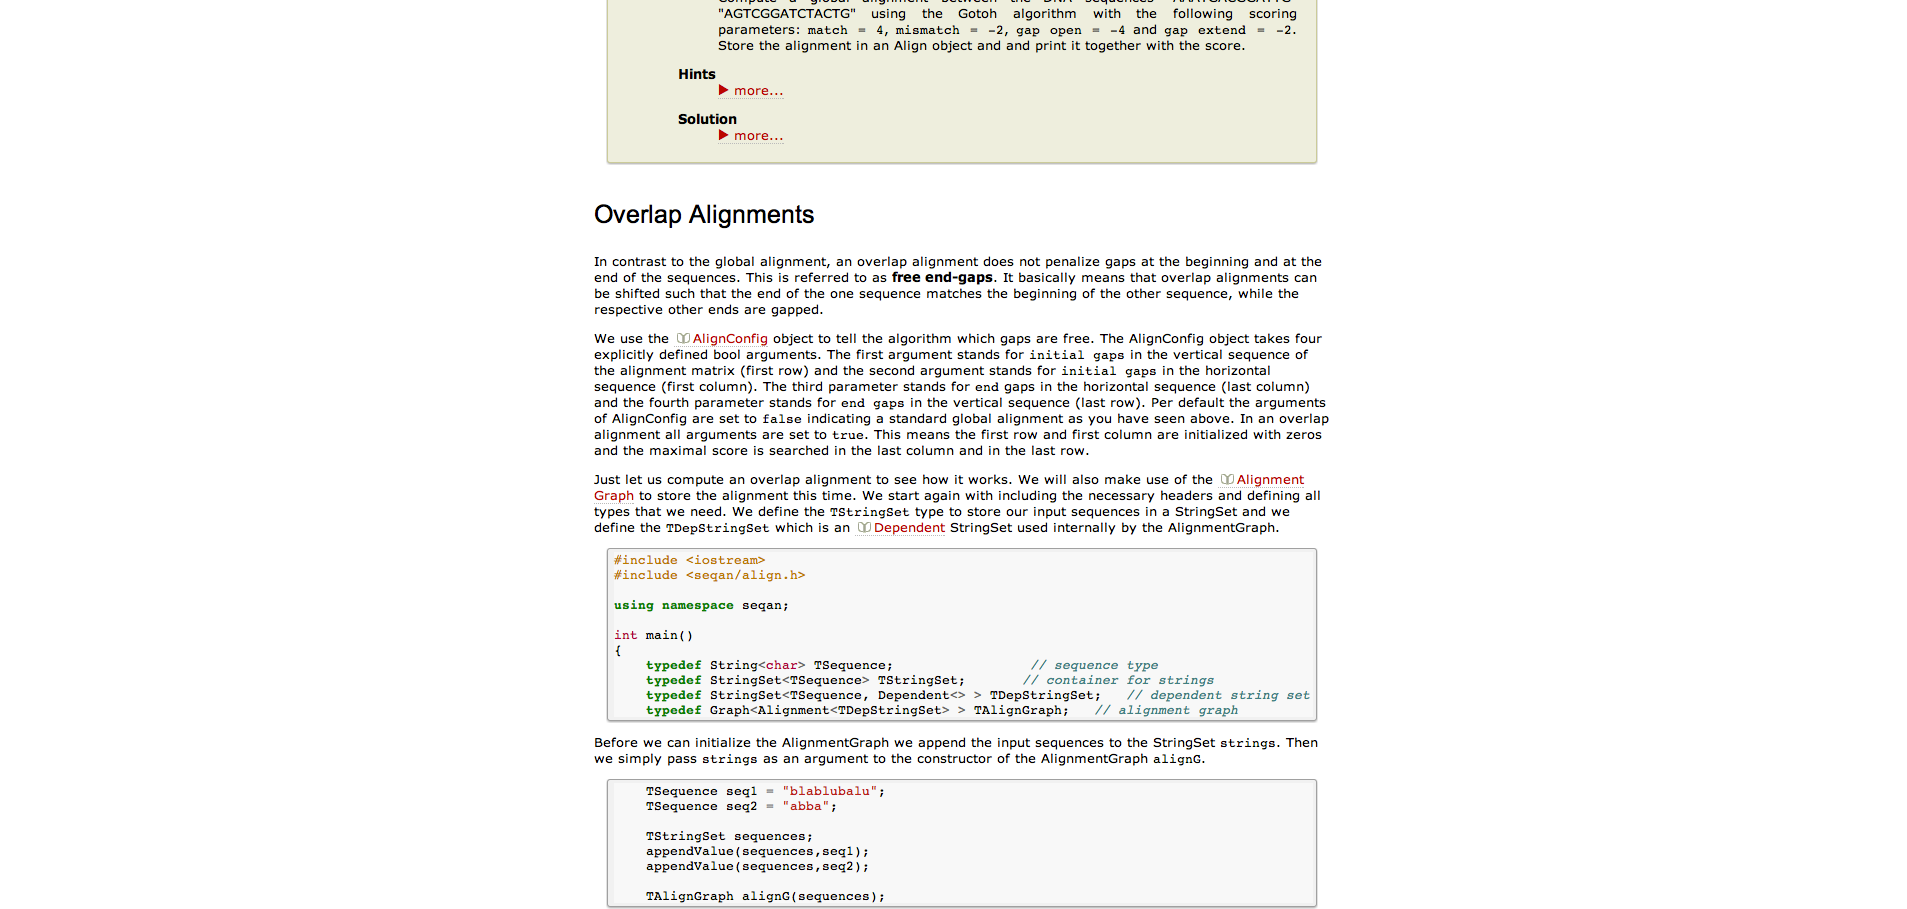 "AGTCGGATCTACTG" using the Gotoh algorithm with the following scoring
parameters: match = 4, mismatch = -2, gap open = -4 and gap extend = -2.
Store the alignment in an Align object and and print it together with the score.
Hints
▶ more...
Solution
▶ more...
Overlap Alignments
In contrast to the global alignment, an overlap alignment does not penalize gaps at the beginning and at the
end of the sequences. This is referred to as free end-gaps. It basically means that overlap alignments can
be shifted such that the end of the one sequence matches the beginning of the other sequence, while the
respective other ends are gapped.
We use the AlignConfig object to tell the algorithm which gaps are free. The AlignConfig object takes four
explicitly defined bool arguments. The first argument stands for initial gaps in the vertical sequence of
the alignment matrix (first row) and the second argument stands for initial gaps in the horizontal
sequence (first column). The third parameter stands for end gaps in the horizontal sequence (last column)
and the fourth parameter stands for end gaps in the vertical sequence (last row). Per default the arguments
of AlignConfig are set to false indicating a standard global alignment as you have seen above. In an overlap
alignment all arguments are set to true. This means the first row and first column are initialized with zeros
and the maximal score is searched in the last column and in the last row.
Just let us compute an overlap alignment to see how it works. We will also make use of the Alignment
Graph to store the alignment this time. We start again with including the necessary headers and defining all
types that we need. We define the TStringSet type to store our input sequences in a StringSet and we
define the TDepStringSet which is an Dependent StringSet used internally by the AlignmentGraph.
#include <iostream>
#include <seqan/align.h>
using namespace seqan;
int main()
{
typedef String<char> TSequence; // sequence type
typedef StringSet<TSequence> TStringSet; // container for strings
typedef StringSet<TSequence, Dependent<> > TDepStringSet; // dependent string set
typedef Graph<Alignment<TDepStringSet> > TAlignGraph; // alignment graph
Before we can initialize the AlignmentGraph we append the input sequences to the StringSet strings. Then
we simply pass strings as an argument to the constructor of the AlignmentGraph alignG.
TSequence seq1 = "blablubalu";
TSequence seq2 = "abba";
TStringSet sequences;
appendValue(sequences,seq1);
appendValue(sequences,seq2);
TAlignGraph alignG(sequences);